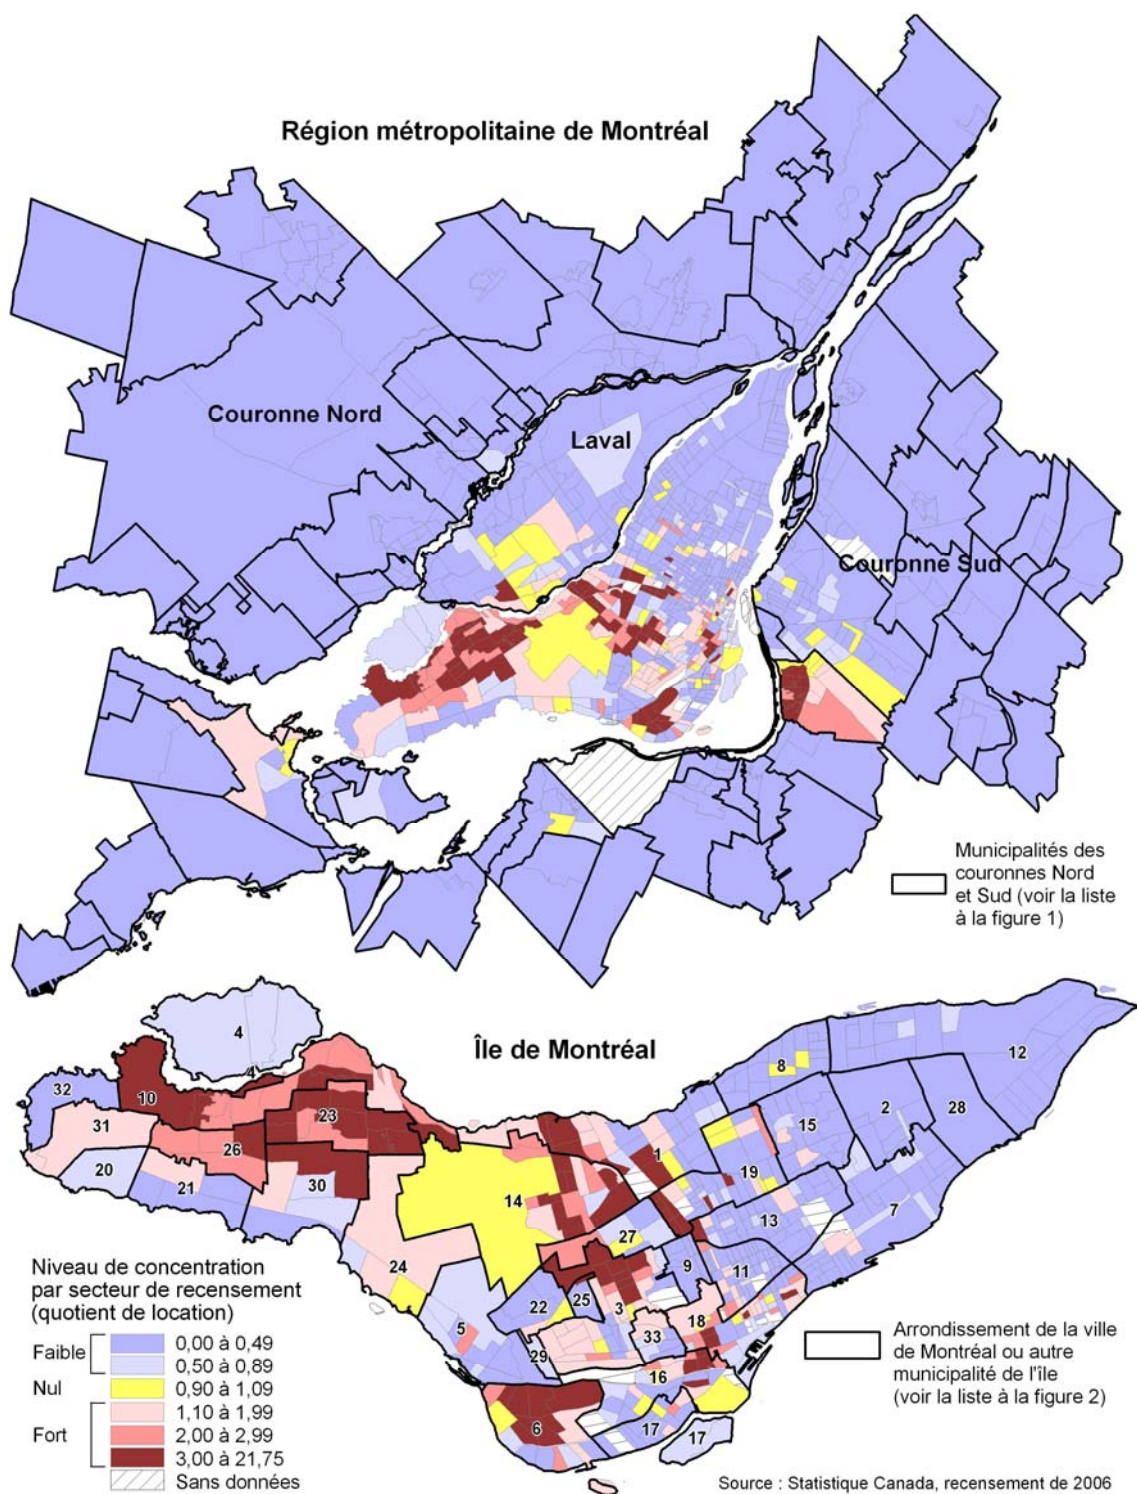 Région métropolitaine de Montréal
Couronne Nord
Laval
Couronne Sud
Municipalités des
couronnes Nord
et Sud (voir la liste
à la figure 1)
Île de Montréal
4
4
32
10
31
23
26
20
21
30
24
14
5
22
25
29
27
3
33
9
1
8
19
15
2
28
12
13
7
11
18
16
17
17
6
Niveau de concentration
par secteur de recensement
(quotient de location)
Faible
0,00 à 0,49
0,50 à 0,89
Nul
0,90 à 1,09
Fort
1,10 à 1,99
2,00 à 2,99
3,00 à 21,75
Sans données
Arrondissement de la ville
de Montréal ou autre
municipalité de l'île
(voir la liste à la figure 2)
Source : Statistique Canada, recensement de 2006